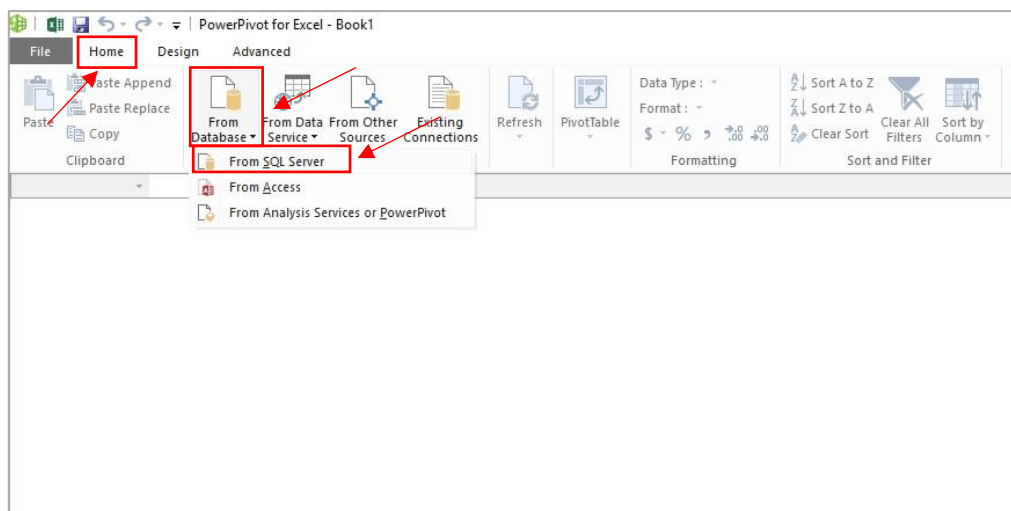 PowerPivot for Excel - Book1
File Home Design Advanced
Paste
Paste Append
Paste Replace
Copy
Clipboard
From
Database
From Data
Service
From Other
Sources
Existing
Connections
Refresh
PivotTable
Data Type :
Format :
$ - % , .00 .00
Formatting
Sort A to Z
Sort Z to A
Clear Sort
Clear All
Filters
Sort by
Column
Sort and Filter
From SQL Server
From Access
From Analysis Services or PowerPivot